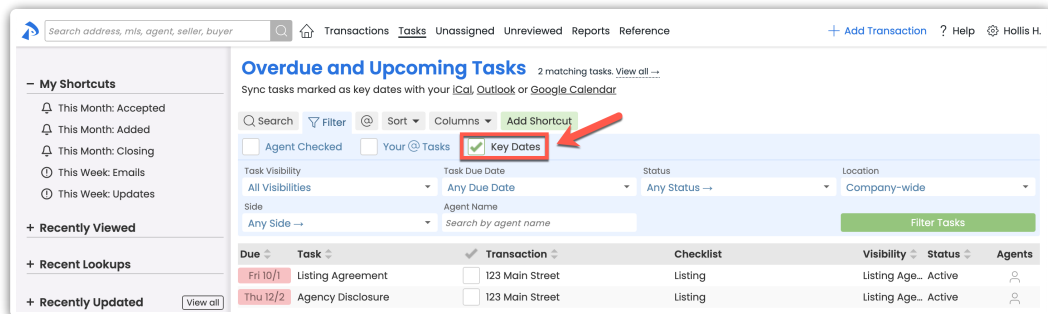 Search address, mls, agent, seller, buyer
Transactions Tasks Unassigned Unreviewed Reports Reference
+ Add Transaction ? Help Hollis H.
− My Shortcuts
This Month: Accepted
This Month: Added
This Month: Closing
This Week: Emails
This Week: Updates
+ Recently Viewed
+ Recent Lookups
+ Recently Updated View all
Overdue and Upcoming Tasks 2 matching tasks. View all →
Sync tasks marked as key dates with your iCal, Outlook or Google Calendar
Search Filter @ Sort Columns Add Shortcut
Agent Checked Your @ Tasks Key Dates
Task Visibility Task Due Date Status Location
All Visibilities Any Due Date Any Status → Company-wide
Side Agent Name
Any Side → Search by agent name Filter Tasks
Due Task Transaction Checklist Visibility Status Agents
Fri 10/1 Listing Agreement 123 Main Street Listing Listing Age... Active
Thu 12/2 Agency Disclosure 123 Main Street Listing Listing Age... Active